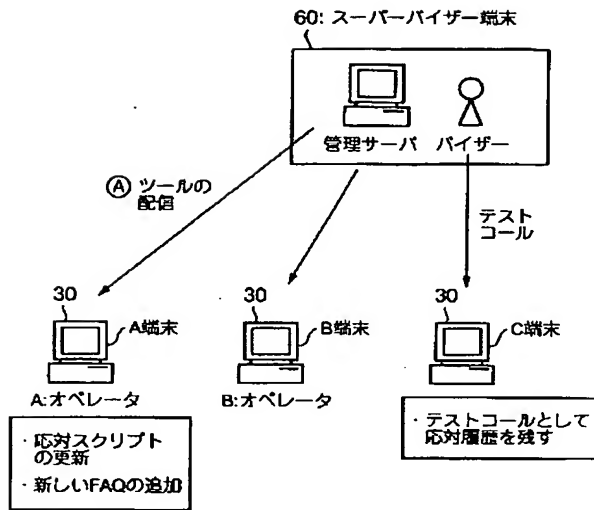 60: スーパーバイザー端末
管理サーバ バイザー
Ⓐ ツールの
配信
テスト
コール
30 30 30
A端末 B端末 C端末
A:オペレータ B:オペレータ
・応対スクリプト
の更新
・新しいFAQの追加
・テストコールとして
応対履歴を残す